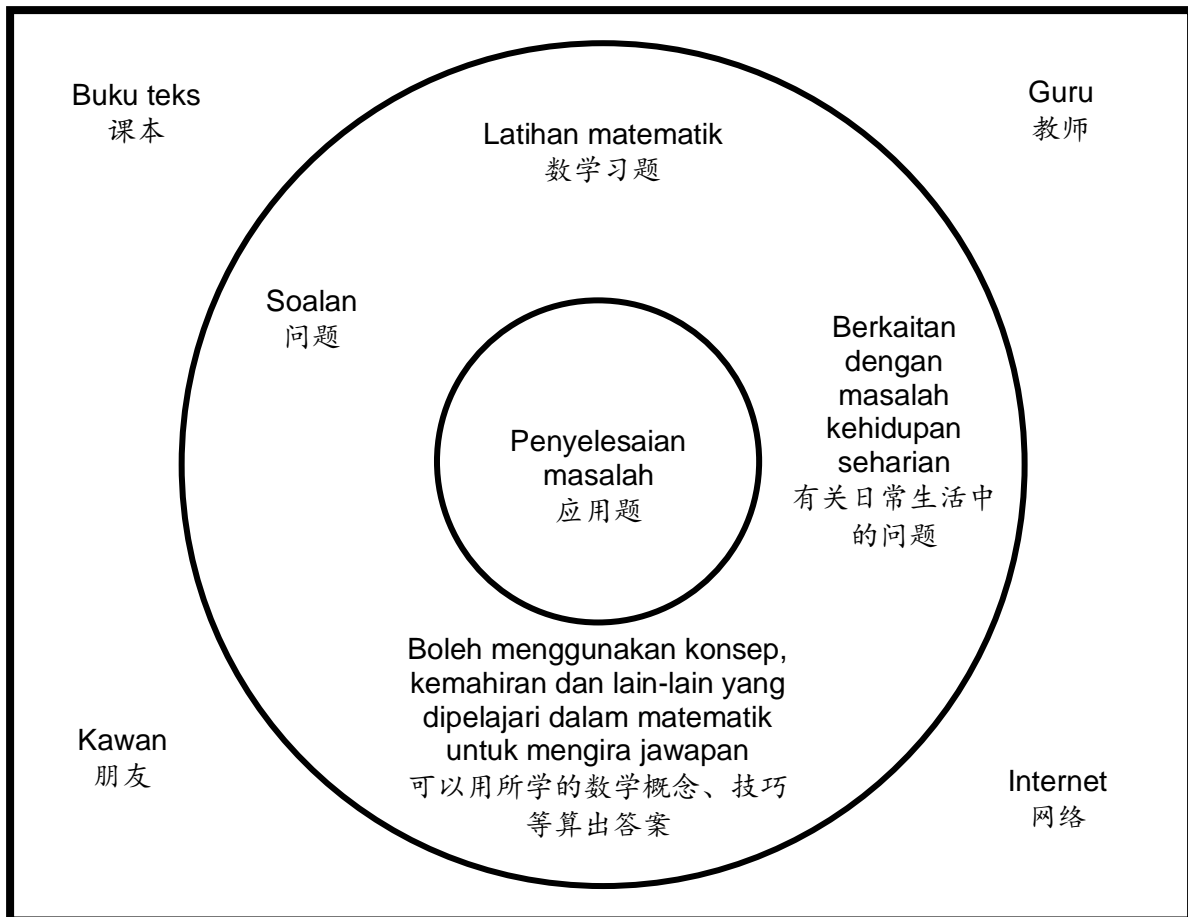 Buku teks
课本
Guru
教师
Latihan matematik
数学习题
Soalan
问题
Berkaitan
dengan
masalah
kehidupan
seharian
有关日常生活中
的问题
Penyelesaian
masalah
应用题
Boleh menggunakan konsep,
kemahiran dan lain-lain yang
dipelajari dalam matematik
untuk mengira jawapan
可以用所学的数学概念、技巧
等算出答案
Kawan
朋友
Internet
网络